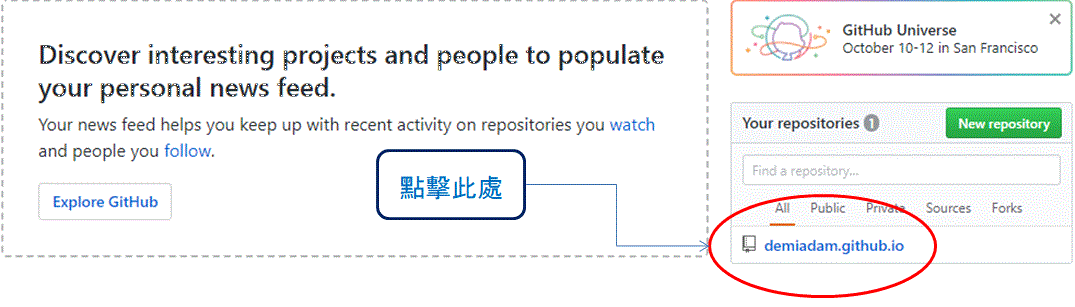 Discover interesting projects and people to populate
your personal news feed.
Your news feed helps you keep up with recent activity on repositories you watch
and people you follow.
Explore GitHub
點擊此處
GitHub Universe
October 10-12 in San Francisco
Your repositories 1
New repository
Find a repository...
All Public Private Sources Forks
demiadam.github.io